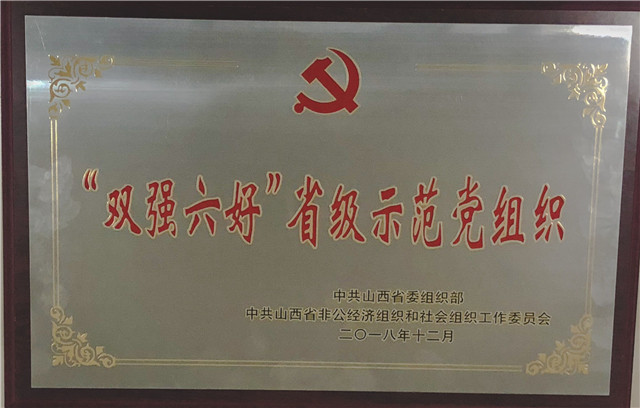 “双强六好”省级示范党组织
中共山西省委组织部
中共山西省非公经济组织和社会组织工作委员会
二〇一八年十二月